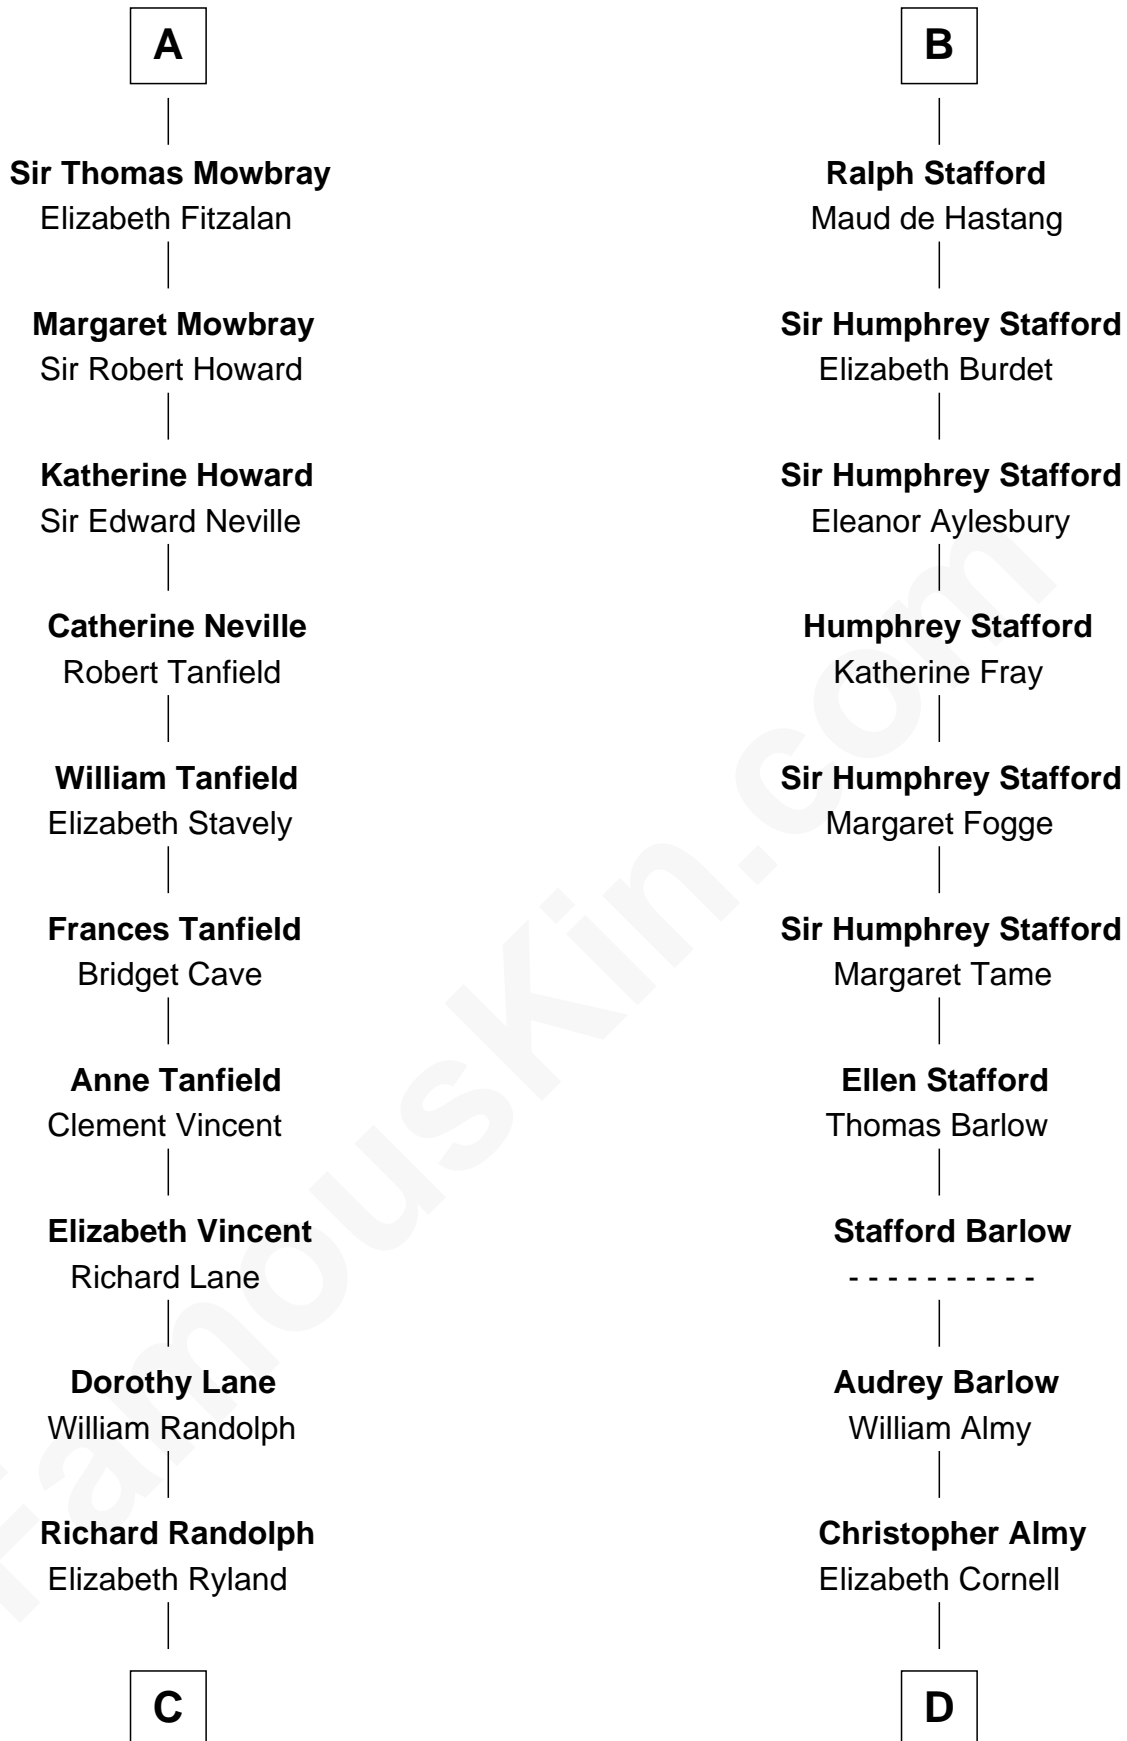 A
Sir Thomas Mowbray
Elizabeth Fitzalan
Margaret Mowbray
Sir Robert Howard
Katherine Howard
Sir Edward Neville
Catherine Neville
Robert Tanfield
William Tanfield
Elizabeth Stavely
Frances Tanfield
Bridget Cave
Anne Tanfield
Clement Vincent
Elizabeth Vincent
Richard Lane
Dorothy Lane
William Randolph
Richard Randolph
Elizabeth Ryland
C
B
Ralph Stafford
Maud de Hastang
Sir Humphrey Stafford
Elizabeth Burdet
Sir Humphrey Stafford
Eleanor Aylesbury
Humphrey Stafford
Katherine Fray
Sir Humphrey Stafford
Margaret Fogge
Sir Humphrey Stafford
Margaret Tame
Ellen Stafford
Thomas Barlow
Stafford Barlow
- - - - - - - - - -
Audrey Barlow
William Almy
Christopher Almy
Elizabeth Cornell
D
FamousKin.com